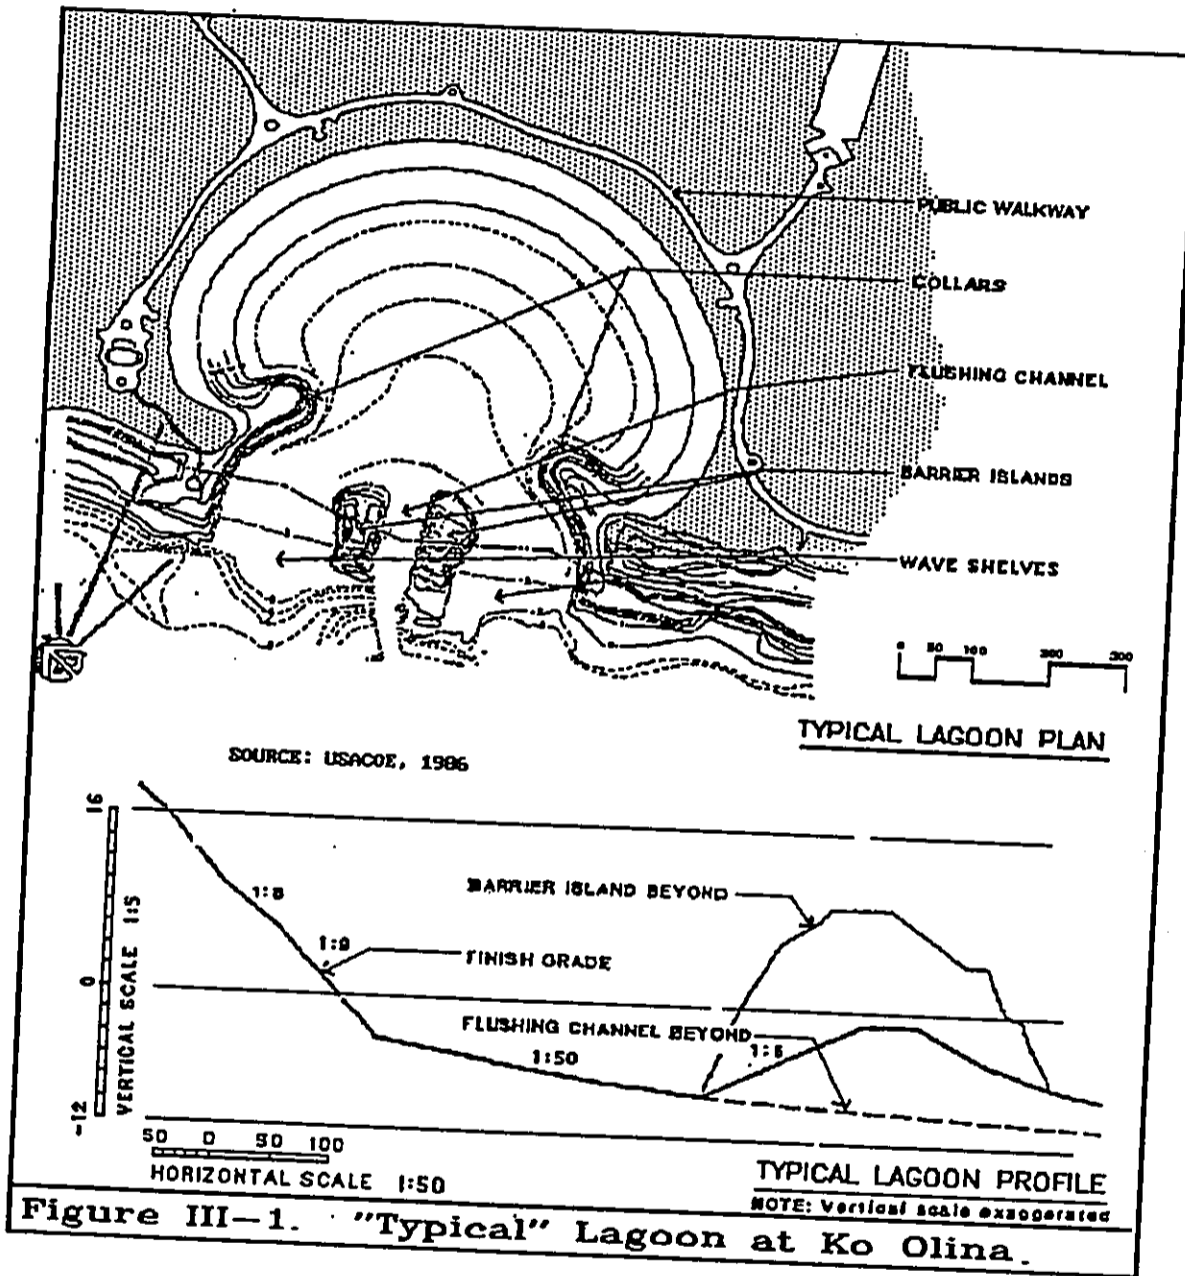 PUBLIC WALKWAY
COLLARS
FLUSHING CHANNEL
BARRIER ISLANDS
WAVE SHELVES
0 50 100 200 300
TYPICAL LAGOON PLAN
SOURCE: USACOE, 1986
16
0
-12
VERTICAL SCALE 1:5
1:8
1:9
BARRIER ISLAND BEYOND
FINISH GRADE
FLUSHING CHANNEL BEYOND
1:50
50 0 50 100
HORIZONTAL SCALE 1:50
TYPICAL LAGOON PROFILE
NOTE: Vertical scale exaggerated
Figure III-1. "Typical" Lagoon at Ko Olina.